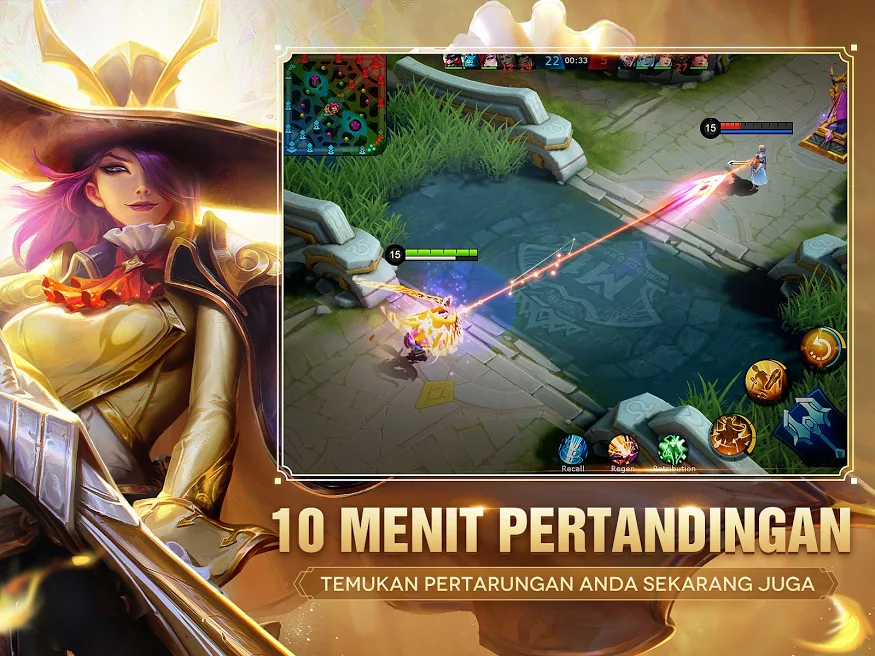 22 00:33 5
15
15
Recall Regen Retribution
10 MENIT PERTANDINGAN
TEMUKAN PERTARUNGAN ANDA SEKARANG JUGA